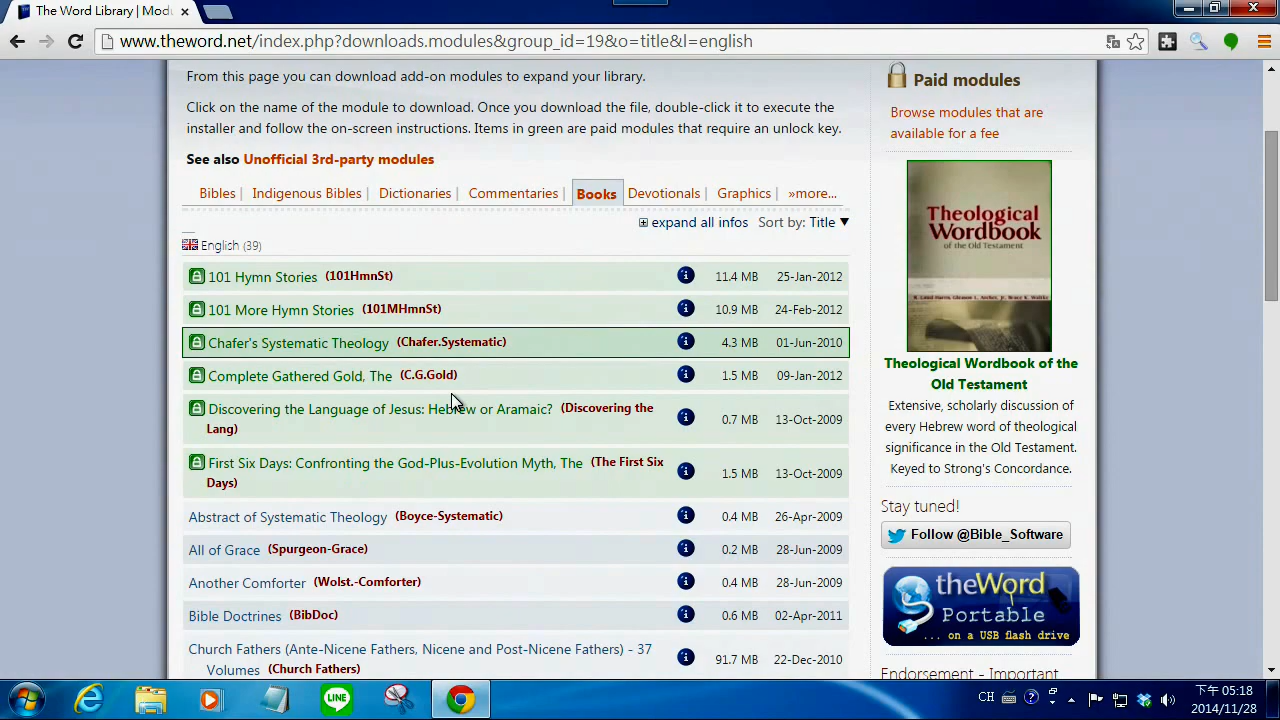 The Word Library | Modu
www.theword.net/index.php?downloads.modules&group_id=19&o=title&l=english
From this page you can download add-on modules to expand your library.
Click on the name of the module to download. Once you download the file, double-click it to execute the
installer and follow the on-screen instructions. Items in green are paid modules that require an unlock key.
See also Unofficial 3rd-party modules
Bibles | Indigenous Bibles | Dictionaries | Commentaries | Books Devotionals | Graphics | »more...
expand all infos Sort by: Title
English (39)
101 Hymn Stories (101HmnSt) 11.4 MB 25-Jan-2012
101 More Hymn Stories (101MHmnSt) 10.9 MB 24-Feb-2012
Chafer's Systematic Theology (Chafer.Systematic) 4.3 MB 01-Jun-2010
Complete Gathered Gold, The (C.G.Gold) 1.5 MB 09-Jan-2012
Discovering the Language of Jesus: Hebrew or Aramaic? (Discovering the
Lang) 0.7 MB 13-Oct-2009
First Six Days: Confronting the God-Plus-Evolution Myth, The (The First Six
Days) 1.5 MB 13-Oct-2009
Abstract of Systematic Theology (Boyce-Systematic) 0.4 MB 26-Apr-2009
All of Grace (Spurgeon-Grace) 0.2 MB 28-Jun-2009
Another Comforter (Wolst.-Comforter) 0.4 MB 28-Jun-2009
Bible Doctrines (BibDoc) 0.6 MB 02-Apr-2011
Church Fathers (Ante-Nicene Fathers, Nicene and Post-Nicene Fathers) - 37
Volumes (Church Fathers) 91.7 MB 22-Dec-2010
Paid modules
Browse modules that are
available for a fee
Theological
Wordbook
of the Old Testament
R. Laird Harris, Gleason L. Archer, Jr., Bruce K. Waltke
Theological Wordbook of the
Old Testament
Extensive, scholarly discussion of
every Hebrew word of theological
significance in the Old Testament.
Keyed to Strong's Concordance.
Stay tuned!
Follow @Bible_Software
theWord
Portable
... on a USB flash drive
Endorsement - Important
LINE
CH
下午 05:18
2014/11/28